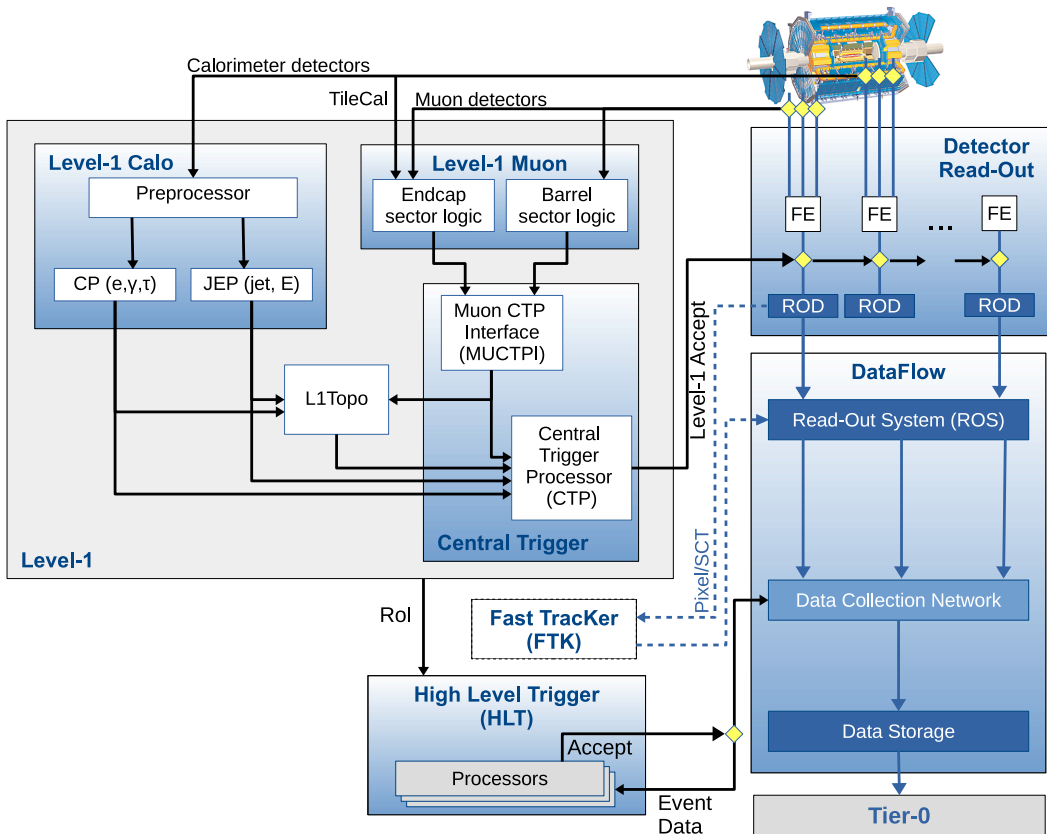 Calorimeter detectors
TileCal
Muon detectors
Level-1 Calo
Preprocessor
CP (e,γ,τ)
JEP (jet, E)
Level-1 Muon
Endcap
sector logic
Barrel
sector logic
Detector
Read-Out
FE
FE
...
FE
ROD
ROD
ROD
Muon CTP
Interface
(MUCTPI)
L1Topo
Central
Trigger
Processor
(CTP)
Central Trigger
Level-1
Level-1 Accept
DataFlow
Read-Out System (ROS)
Pixel/SCT
RoI
Fast TracKer
(FTK)
Data Collection Network
High Level Trigger
(HLT)
Accept
Processors
Event
Data
Data Storage
Tier-0